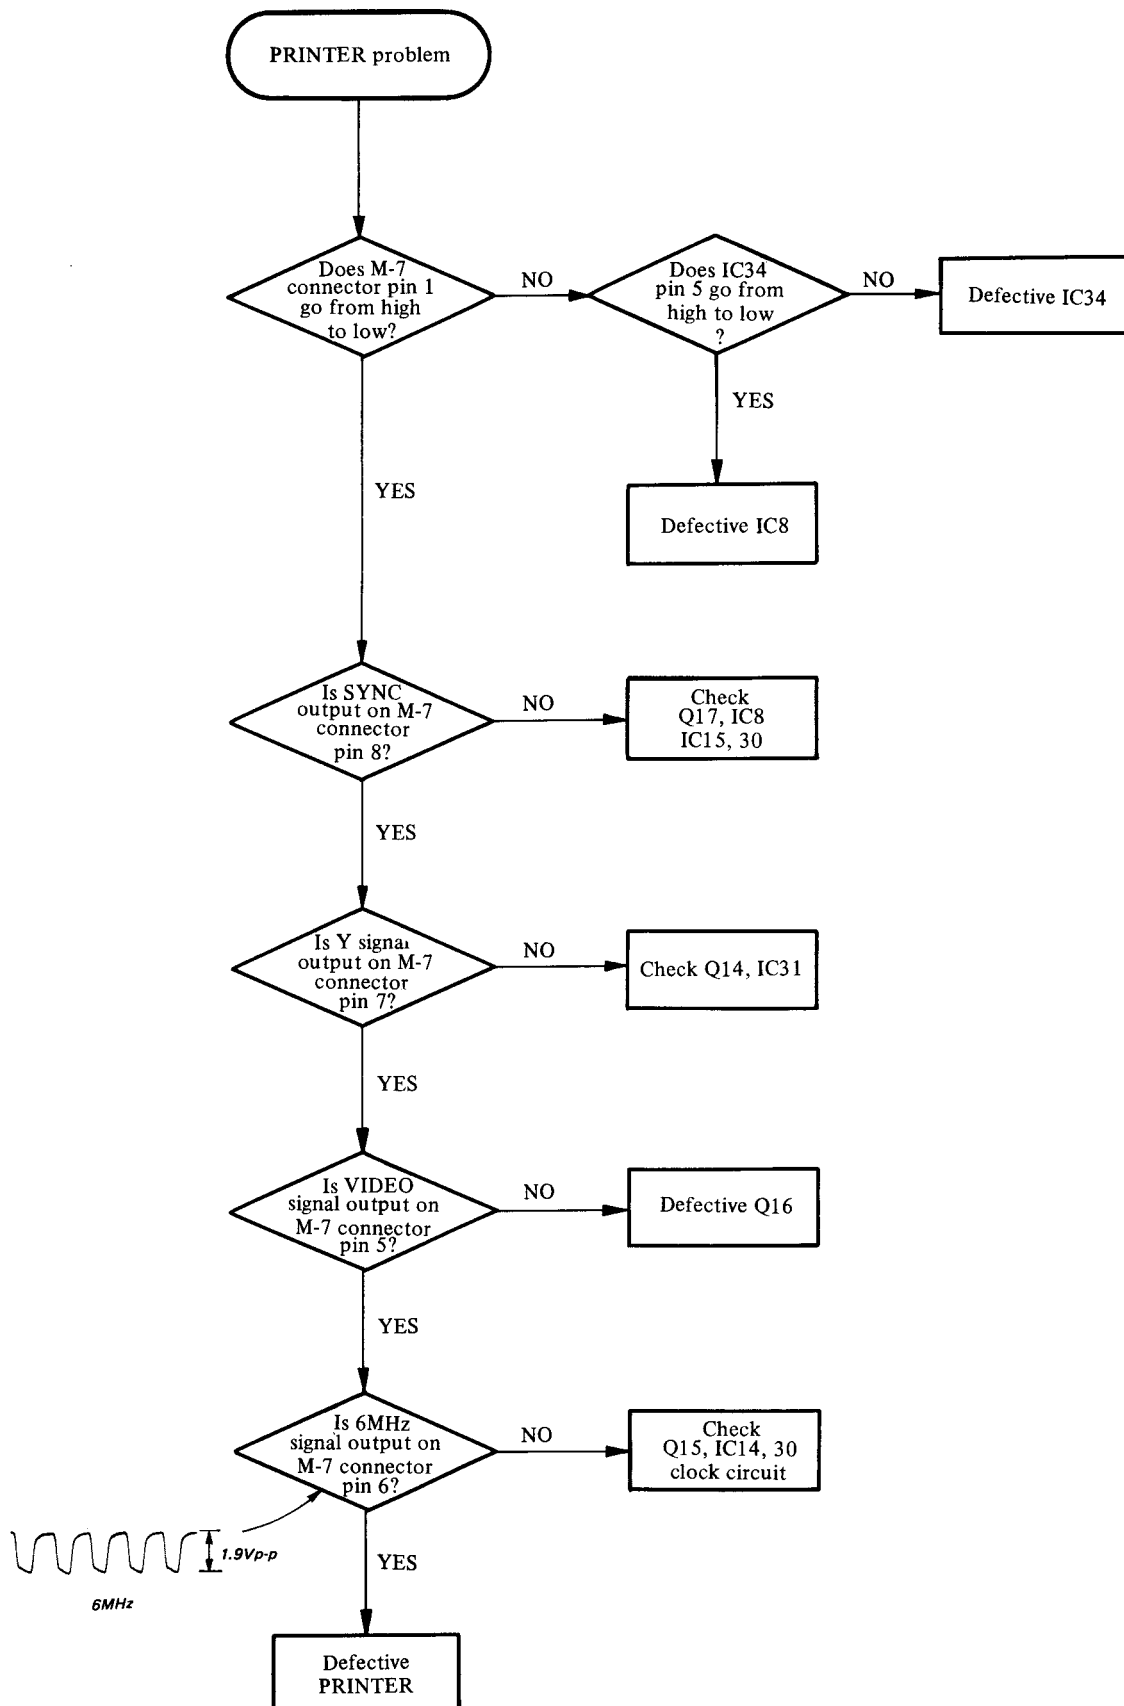 PRINTER problem
Does M-7
connector pin 1
go from high
to low?
NO
Does IC34
pin 5 go from
high to low
?
NO
Defective IC34
YES
Defective IC8
YES
Is SYNC
output on M-7
connector
pin 8?
NO
Check
Q17, IC8
IC15, 30
YES
Is Y signal
output on M-7
connector
pin 7?
NO
Check Q14, IC31
YES
Is VIDEO
signal output on
M-7 connector
pin 5?
NO
Defective Q16
YES
Is 6MHz
signal output on
M-7 connector
pin 6?
NO
Check
Q15, IC14, 30
clock circuit
1.9Vp-p
6MHz
YES
Defective
PRINTER